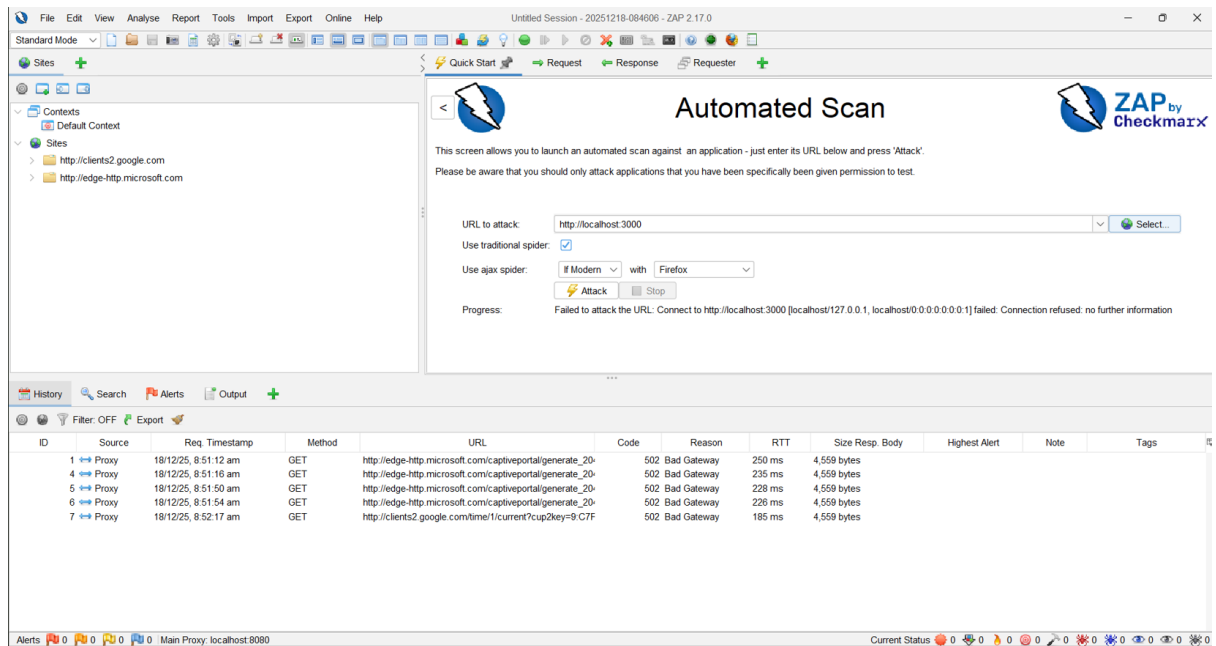 File Edit View Analyse Report Tools Import Export Online Help
Untitled Session - 20251218-084606 - ZAP 2.17.0
Standard Mode
Sites
Quick Start Request Response Requester
Contexts
Default Context
Sites
http://clients2.google.com
http://edge-http.microsoft.com
<
Automated Scan
ZAP by
Checkmarx
This screen allows you to launch an automated scan against an application - just enter its URL below and press 'Attack'.
Please be aware that you should only attack applications that you have been specifically been given permission to test.
URL to attack: http://localhost:3000 Select...
Use traditional spider:
Use ajax spider: If Modern with Firefox
Attack Stop
Progress: Failed to attack the URL: Connect to http://localhost:3000 [localhost/127.0.0.1, localhost/0:0:0:0:0:0:0:1] failed: Connection refused: no further information
History Search Alerts Output
Filter: OFF Export
ID Source Req. Timestamp Method URL Code Reason RTT Size Resp. Body Highest Alert Note Tags
1 Proxy 18/12/25, 8:51:12 am GET http://edge-http.microsoft.com/captiveportal/generate_20 502 Bad Gateway 250 ms 4,559 bytes
4 Proxy 18/12/25, 8:51:16 am GET http://edge-http.microsoft.com/captiveportal/generate_20 502 Bad Gateway 235 ms 4,559 bytes
5 Proxy 18/12/25, 8:51:50 am GET http://edge-http.microsoft.com/captiveportal/generate_20 502 Bad Gateway 228 ms 4,559 bytes
6 Proxy 18/12/25, 8:51:54 am GET http://edge-http.microsoft.com/captiveportal/generate_20 502 Bad Gateway 226 ms 4,559 bytes
7 Proxy 18/12/25, 8:52:17 am GET http://clients2.google.com/time/1/current?cup2key=9:C7F 502 Bad Gateway 185 ms 4,559 bytes
Alerts 0 0 0 0 Main Proxy: localhost:8080 Current Status 0 0 0 0 0 0 0 0 0 0